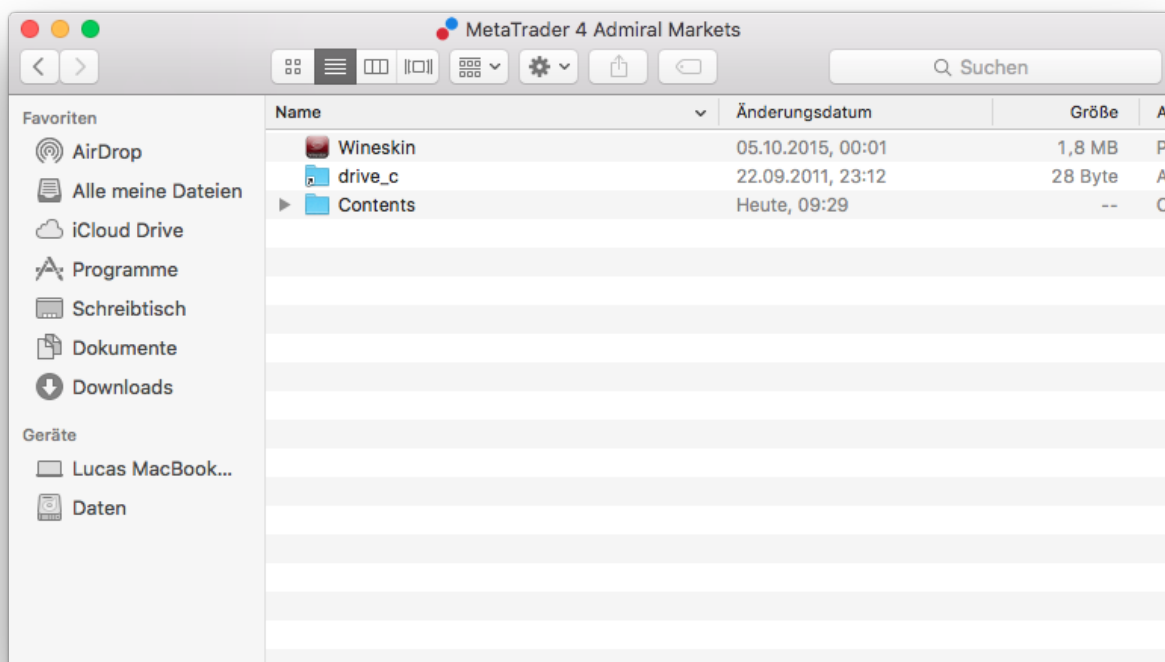 MetaTrader 4 Admiral Markets
Suchen
Favoriten
AirDrop
Alle meine Dateien
iCloud Drive
Programme
Schreibtisch
Dokumente
Downloads
Geräte
Lucas MacBook...
Daten
Name Änderungsdatum Größe
Wineskin 05.10.2015, 00:01 1,8 MB
drive_c 22.09.2011, 23:12 28 Byte
Contents Heute, 09:29 --